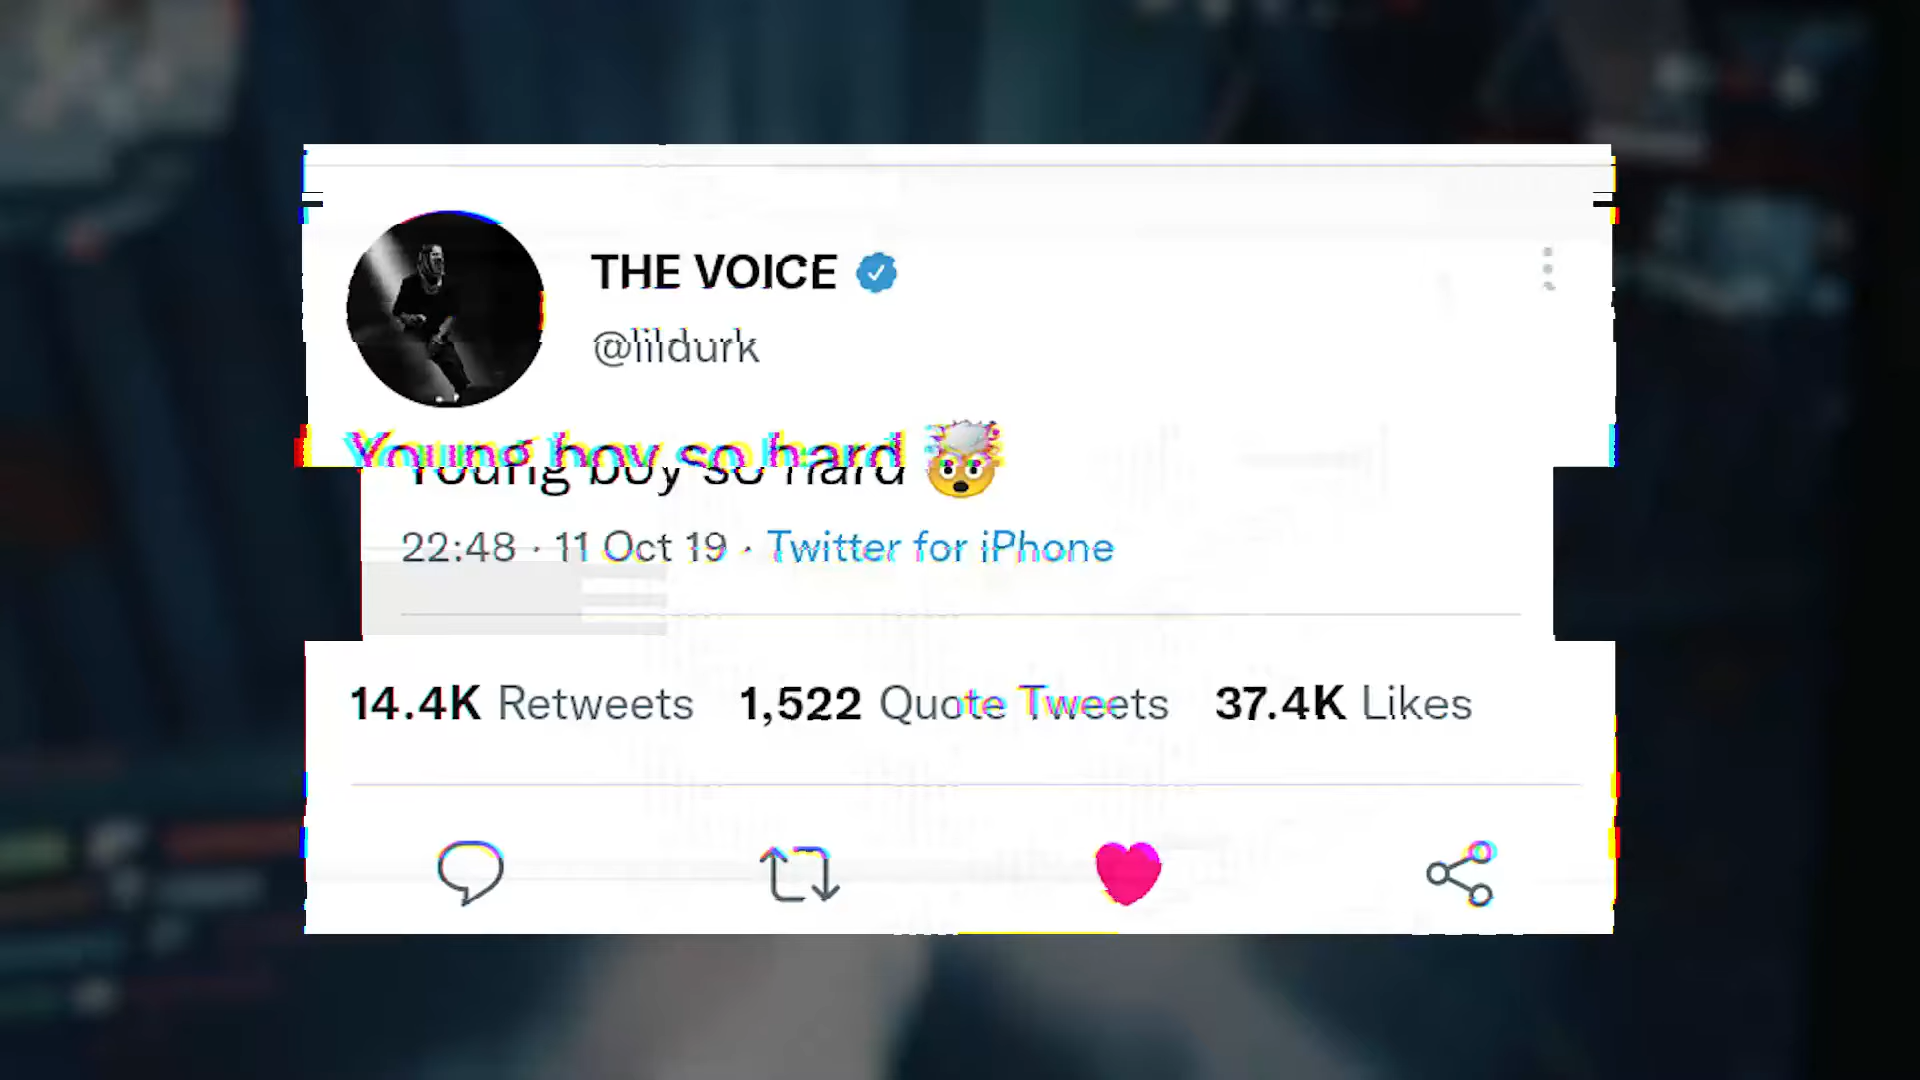 THE VOICE
@lildurk
Young boy so hard 🤯
22:48 · 11 Oct 19 · Twitter for iPhone
14.4K Retweets 1,522 Quote Tweets 37.4K Likes